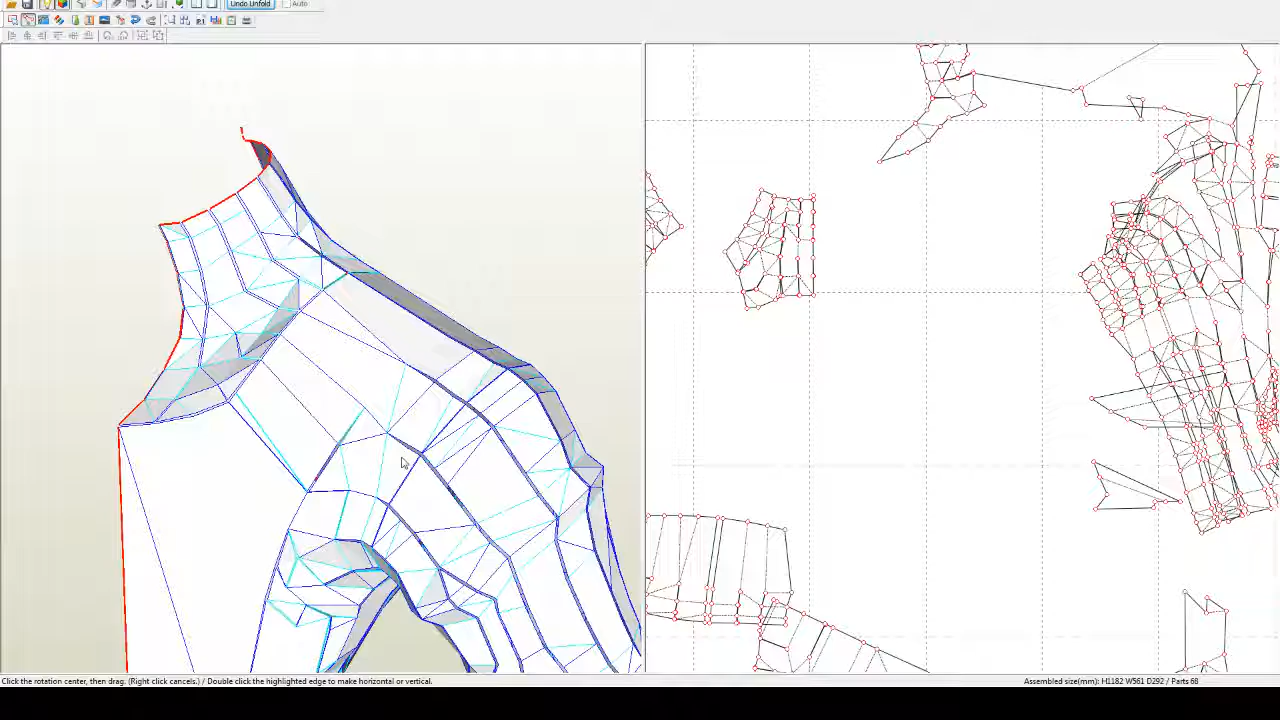 Undo Unfold Auto
Click the rotation center, then drag. (Right click cancels.) / Double click the highlighted edge to make horizontal or vertical.
Assembled size(mm): H1182 W561 D292 / Parts 68